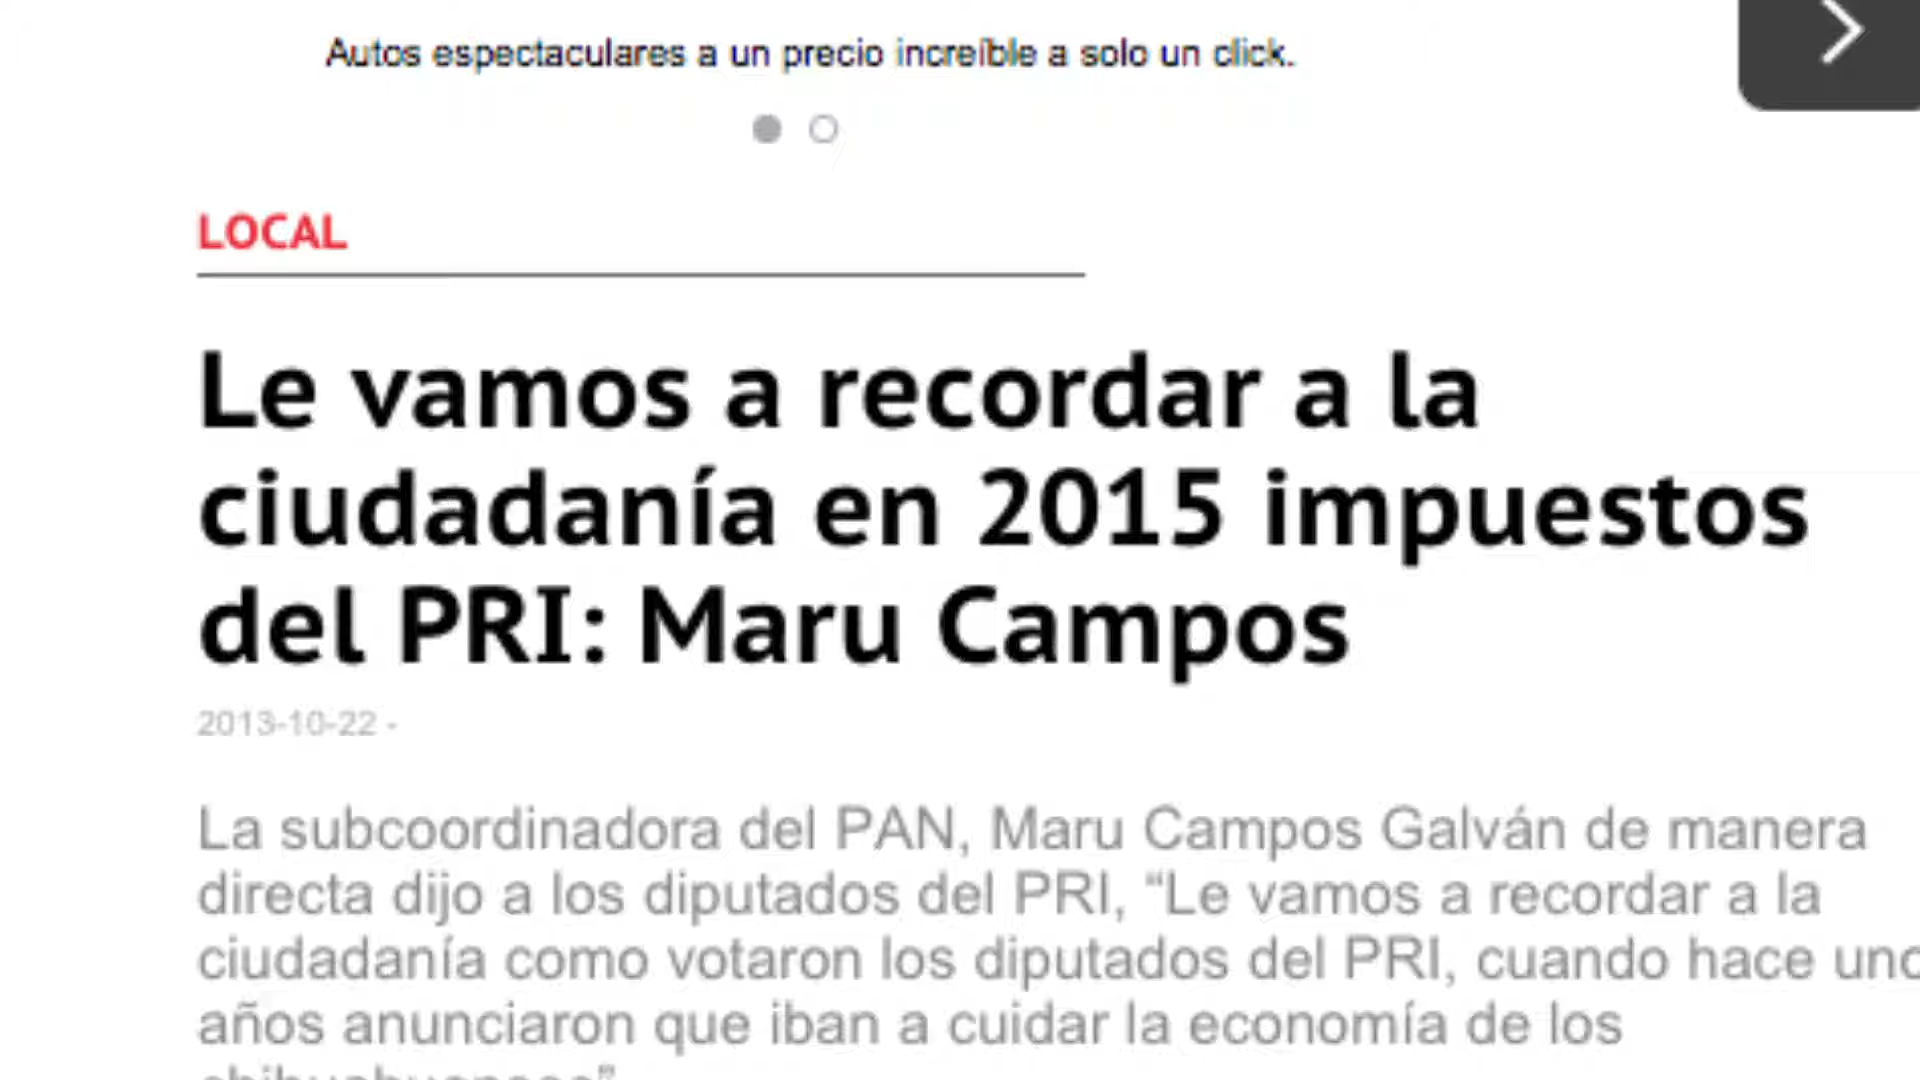 Autos espectaculares a un precio increíble a solo un click.
LOCAL
Le vamos a recordar a la
ciudadanía en 2015 impuestos
del PRI: Maru Campos
2013-10-22 -
La subcoordinadora del PAN, Maru Campos Galván de manera
directa dijo a los diputados del PRI, “Le vamos a recordar a la
ciudadanía como votaron los diputados del PRI, cuando hace
años anunciaron que iban a cuidar la economía de los